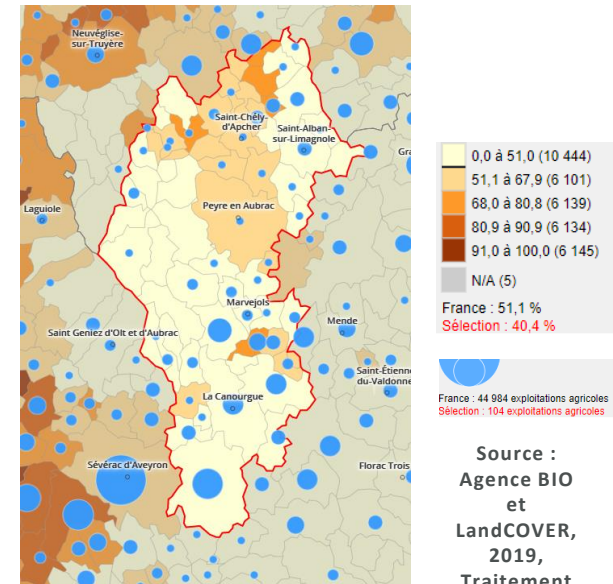 Neuvéglise-
sur-Truyère
Saint-Chély-
d'Apcher
Saint-Alban-
sur-Limagnole
Gra
Peyre en Aubrac
Laguiole
Marvejols
Mende
Saint Geniez d'Olt et d'Aubrac
Saint-Étienne
du-Valdonne
La Canourgue
Sévérac d'Aveyron
Florac Trois
0,0 à 51,0 (10 444)
51,1 à 67,9 (6 101)
68,0 à 80,8 (6 139)
80,9 à 90,9 (6 134)
91,0 à 100,0 (6 145)
N/A (5)
France : 51,1 %
Sélection : 40,4 %
France : 44 984 exploitations agricoles
Sélection : 104 exploitations agricoles
Source :
Agence BIO
et
LandCOVER,
2019,
Traitement